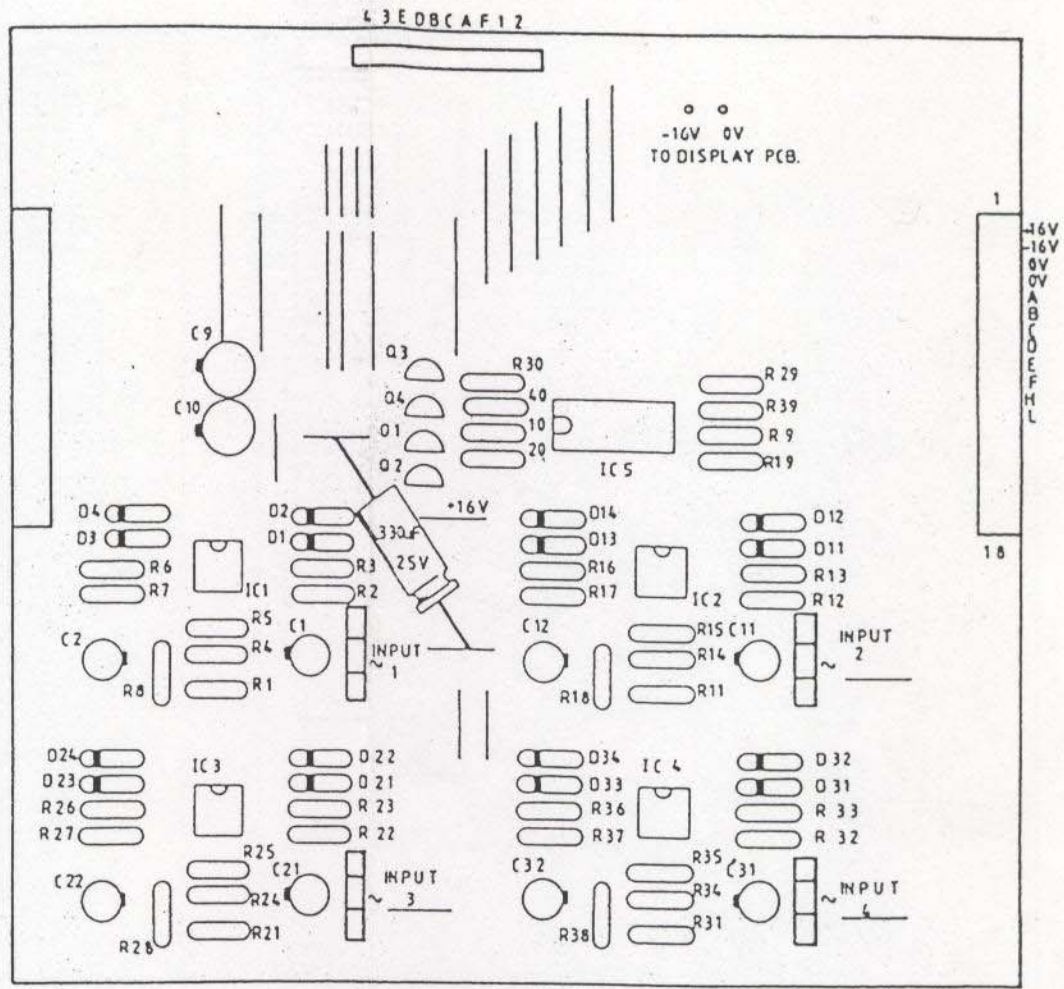 4 3 E D B C A F 1 2
-16V 0V
TO DISPLAY PCB.
1
-16V
-16V
0V
0V
A
B
C
D
E
F
H
L
18
C9
C10
Q3
Q4
Q1
Q2
R30
40
10
20
IC5
R29
R39
R9
R19
+16V
330uF
25V
D4
D3
R6
R7
IC1
D2
D1
R3
R2
R5
R4
R1
C2
R8
C1
INPUT
~ 1
D14
D13
R16
R17
IC2
D12
D11
R13
R12
R15
R14
R11
C12
R18
C11
INPUT
~ 2
D24
D23
R26
R27
IC3
D22
D21
R23
R22
R25
R24
R21
C22
R28
C21
INPUT
~ 3
D34
D33
R36
R37
IC4
D32
D31
R33
R32
R35
R34
R31
C32
R38
C31
INPUT
~ 4